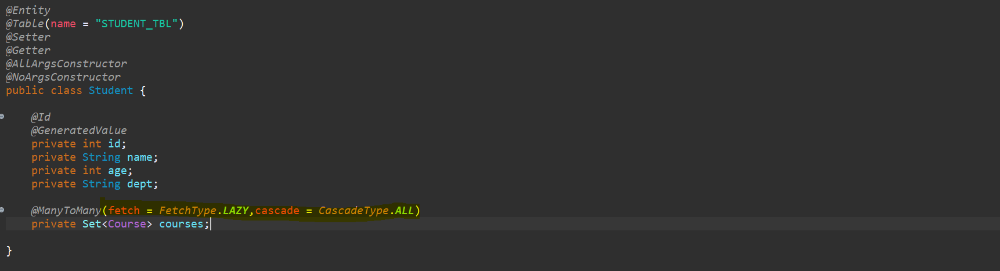 @Entity
@Table(name = "STUDENT_TBL")
@Setter
@Getter
@AllArgsConstructor
@NoArgsConstructor
public class Student {
@Id
@GeneratedValue
private int id;
private String name;
private int age;
private String dept;
@ManyToMany(fetch = FetchType.LAZY,cascade = CascadeType.ALL)
private Set<Course> courses;
}